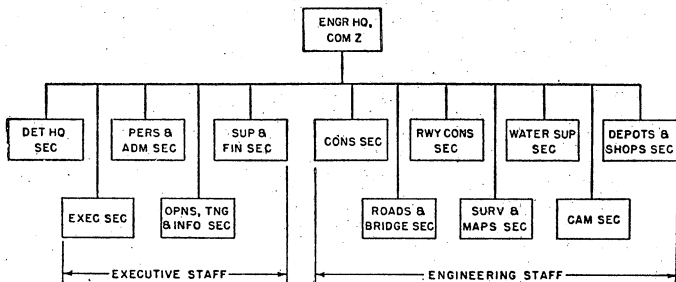 ENGR HQ,
COM Z
DET HQ
SEC
PERS &
ADM SEC
SUP &
FIN SEC
CONS SEC
RWY CONS
SEC
WATER SUP
SEC
DEPOTS &
SHOPS SEC
EXEC SEC
OPNS, TNG
& INFO SEC
ROADS &
BRIDGE SEC
SURV &
MAPS SEC
CAM SEC
EXECUTIVE STAFF
ENGINEERING STAFF